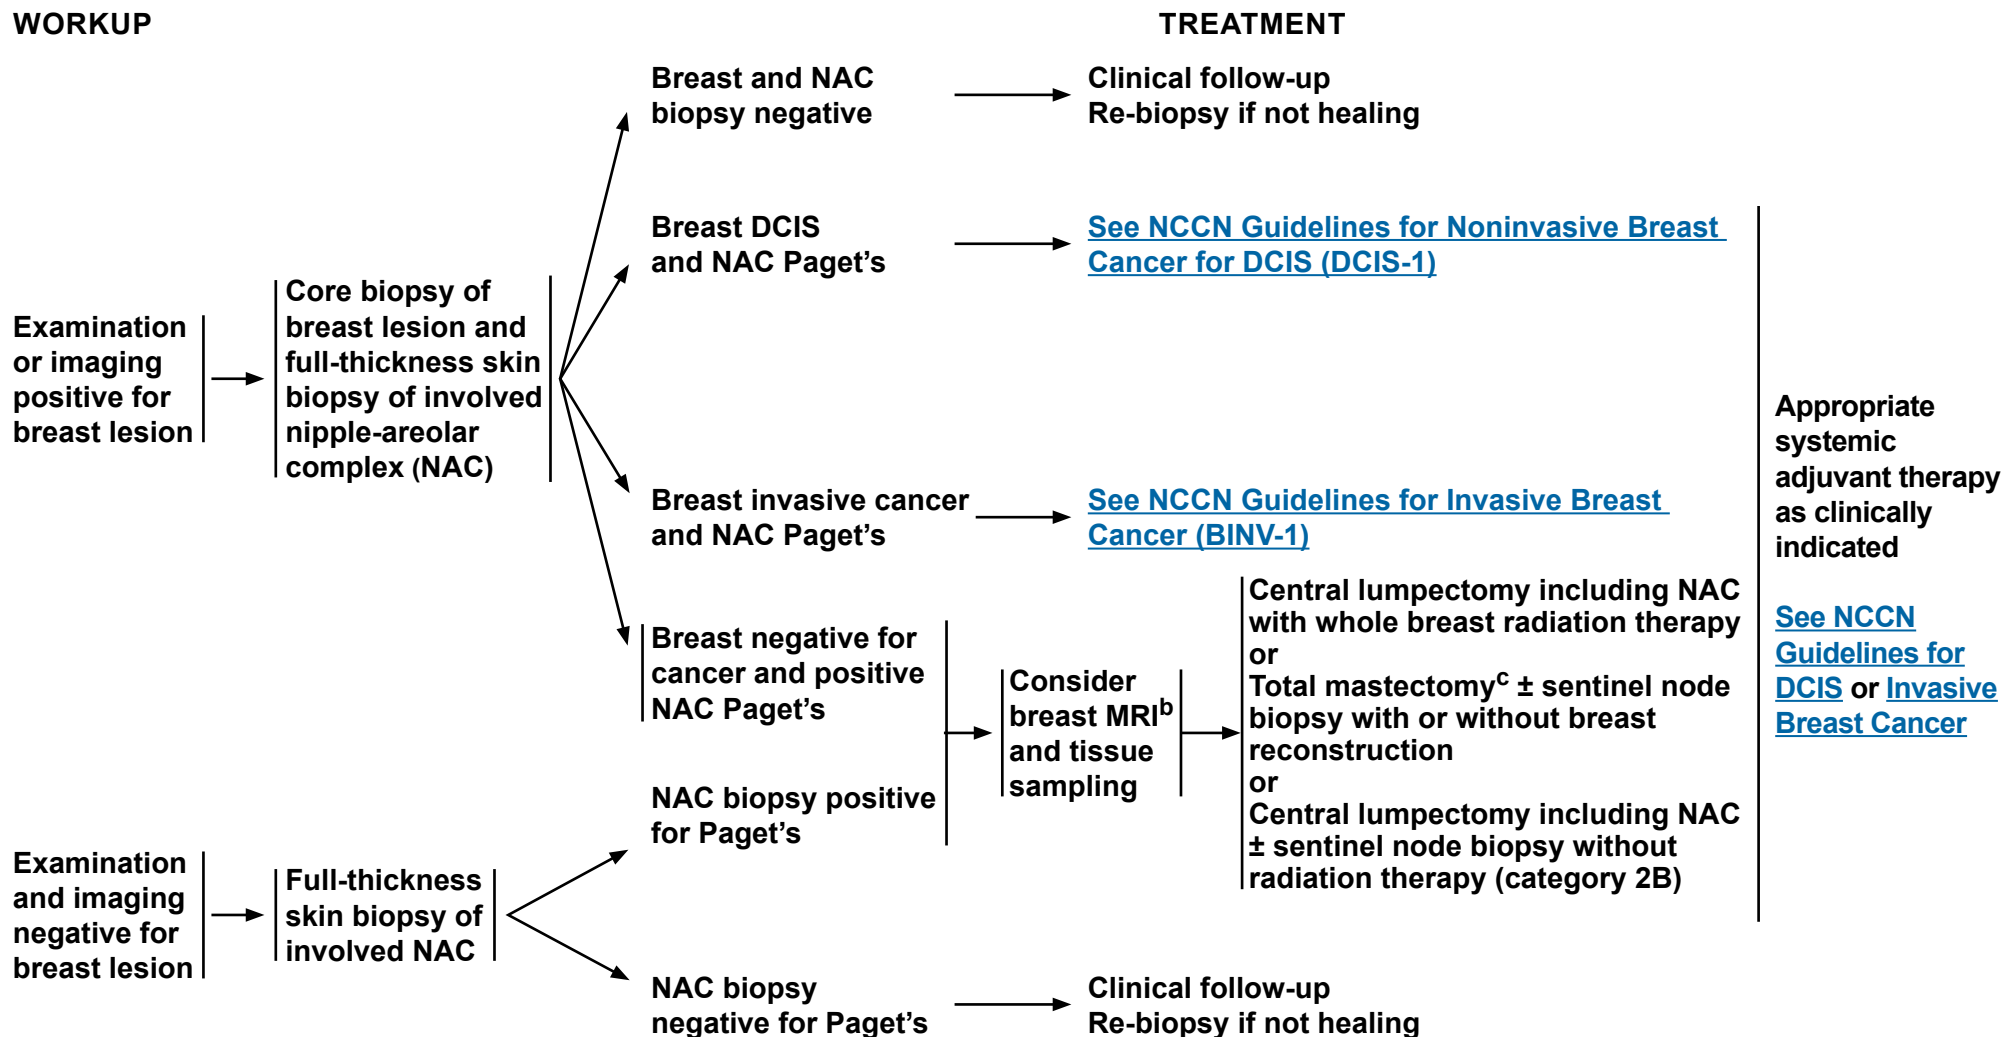 WORKUP
TREATMENT
Breast and NAC
biopsy negative
Clinical follow-up
Re-biopsy if not healing
Breast DCIS
and NAC Paget’s
See NCCN Guidelines for Noninvasive Breast
Cancer for DCIS (DCIS-1)
Examination
or imaging
positive for
breast lesion
Core biopsy of
breast lesion and
full-thickness skin
biopsy of involved
nipple-areolar
complex (NAC)
Breast invasive cancer
and NAC Paget’s
See NCCN Guidelines for Invasive Breast
Cancer (BINV-1)
Breast negative for
cancer and positive
NAC Paget’s
NAC biopsy positive
for Paget’s
Consider
breast MRIᵇ
and tissue
sampling
Central lumpectomy including NAC
with whole breast radiation therapy
or
Total mastectomyᶜ ± sentinel node
biopsy with or without breast
reconstruction
or
Central lumpectomy including NAC
± sentinel node biopsy without
radiation therapy (category 2B)
Appropriate
systemic
adjuvant therapy
as clinically
indicated
See NCCN
Guidelines for
DCIS or Invasive
Breast Cancer
Examination
and imaging
negative for
breast lesion
Full-thickness
skin biopsy of
involved NAC
NAC biopsy
negative for Paget’s
Clinical follow-up
Re-biopsy if not healing